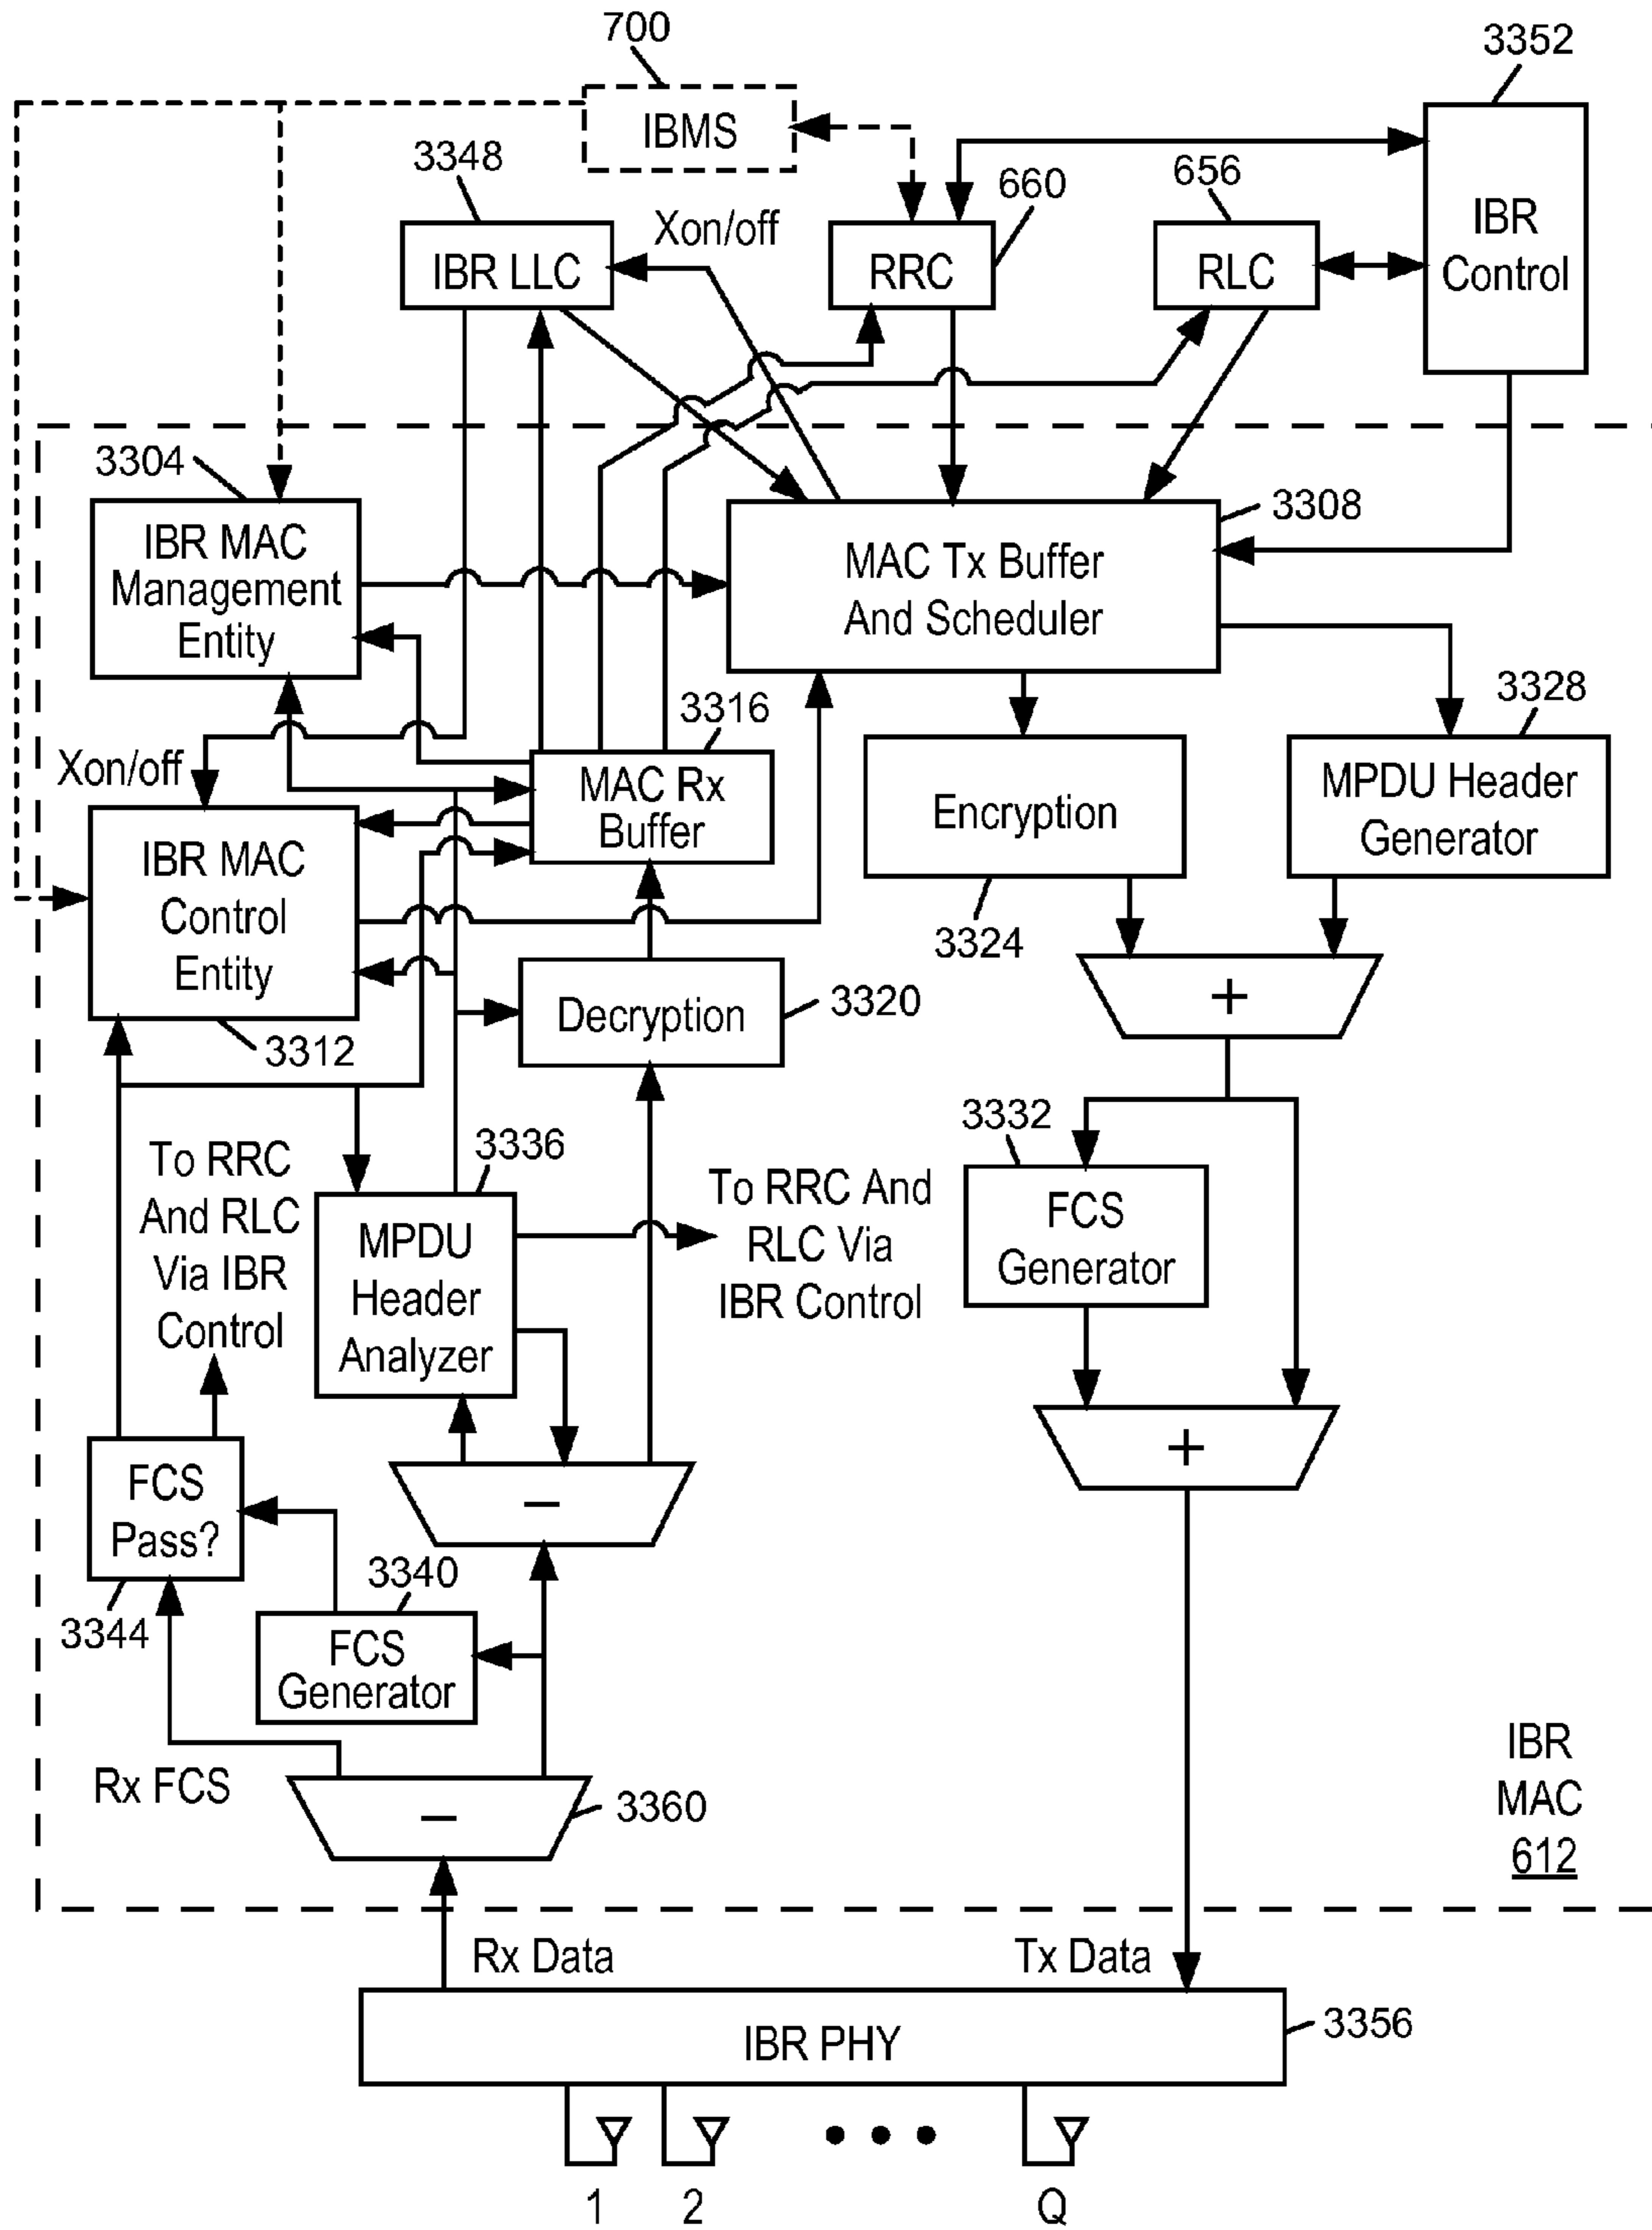 700
IBMS
3352
IBR
Control
3348
IBR LLC
Xon/off
660
RRC
656
RLC
3304
IBR MAC
Management
Entity
3308
MAC Tx Buffer
And Scheduler
3316
MAC Rx
Buffer
3328
MPDU Header
Generator
Xon/off
IBR MAC
Control
Entity
3312
Encryption
3324
+
Decryption
3320
3332
FCS
Generator
To RRC
And RLC
Via IBR
Control
3336
MPDU
Header
Analyzer
To RRC And
RLC Via
IBR Control
+
FCS
Pass?
3344
−
3340
FCS
Generator
Rx FCS
−
3360
IBR
MAC
612
Rx Data
Tx Data
IBR PHY
3356
• • •
1
2
Q